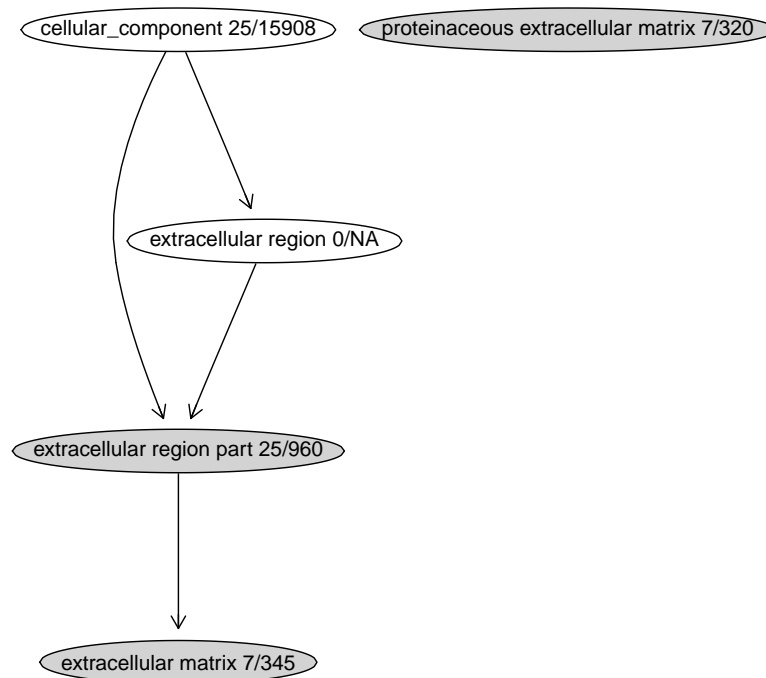 cellular_component 25/15908
proteinaceous extracellular matrix 7/320
extracellular region 0/NA
extracellular region part 25/960
extracellular matrix 7/345